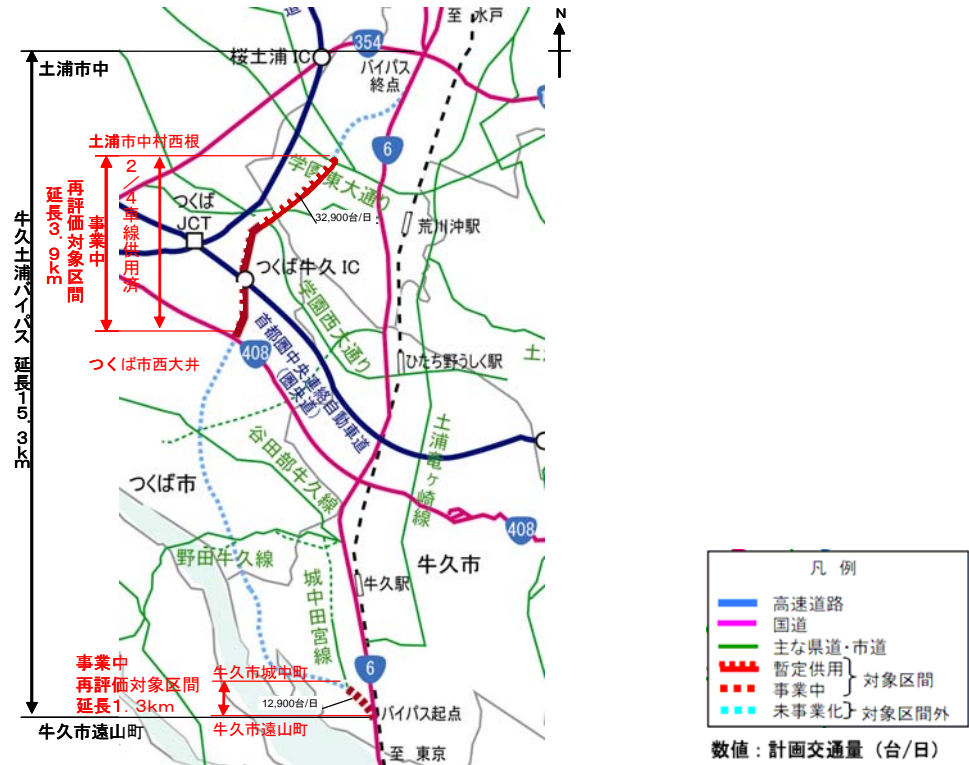 至 水戸
N
道
354
桜土浦 IC
バイパス
終点
土浦市中
土浦市中村西根
6
学園東大通り
2/4車線供用済
事業中
再評価対象区間
延長3.9km
つくば
JCT
32,900台/日
荒川沖駅
つくば牛久 IC
学園西大通り
牛久土浦バイパス 延長15.3km
首都圏中央連絡自動車道
(圏央道)
408
つくば市西大井
ひたち野うしく駅
土
土浦竜ヶ崎線
谷田部牛久線
つくば市
408
野田牛久線
牛久市
牛久駅
城中田宮線
事業中
再評価対象区間
延長1.3km
牛久市城中町
6
12,900台/日
バイパス起点
牛久市遠山町
牛久市遠山町
至 東京
凡 例
高速道路
国道
主な県道・市道
暫定供用
事業中
対象区間
未事業化
対象区間外
数値：計画交通量（台/日）